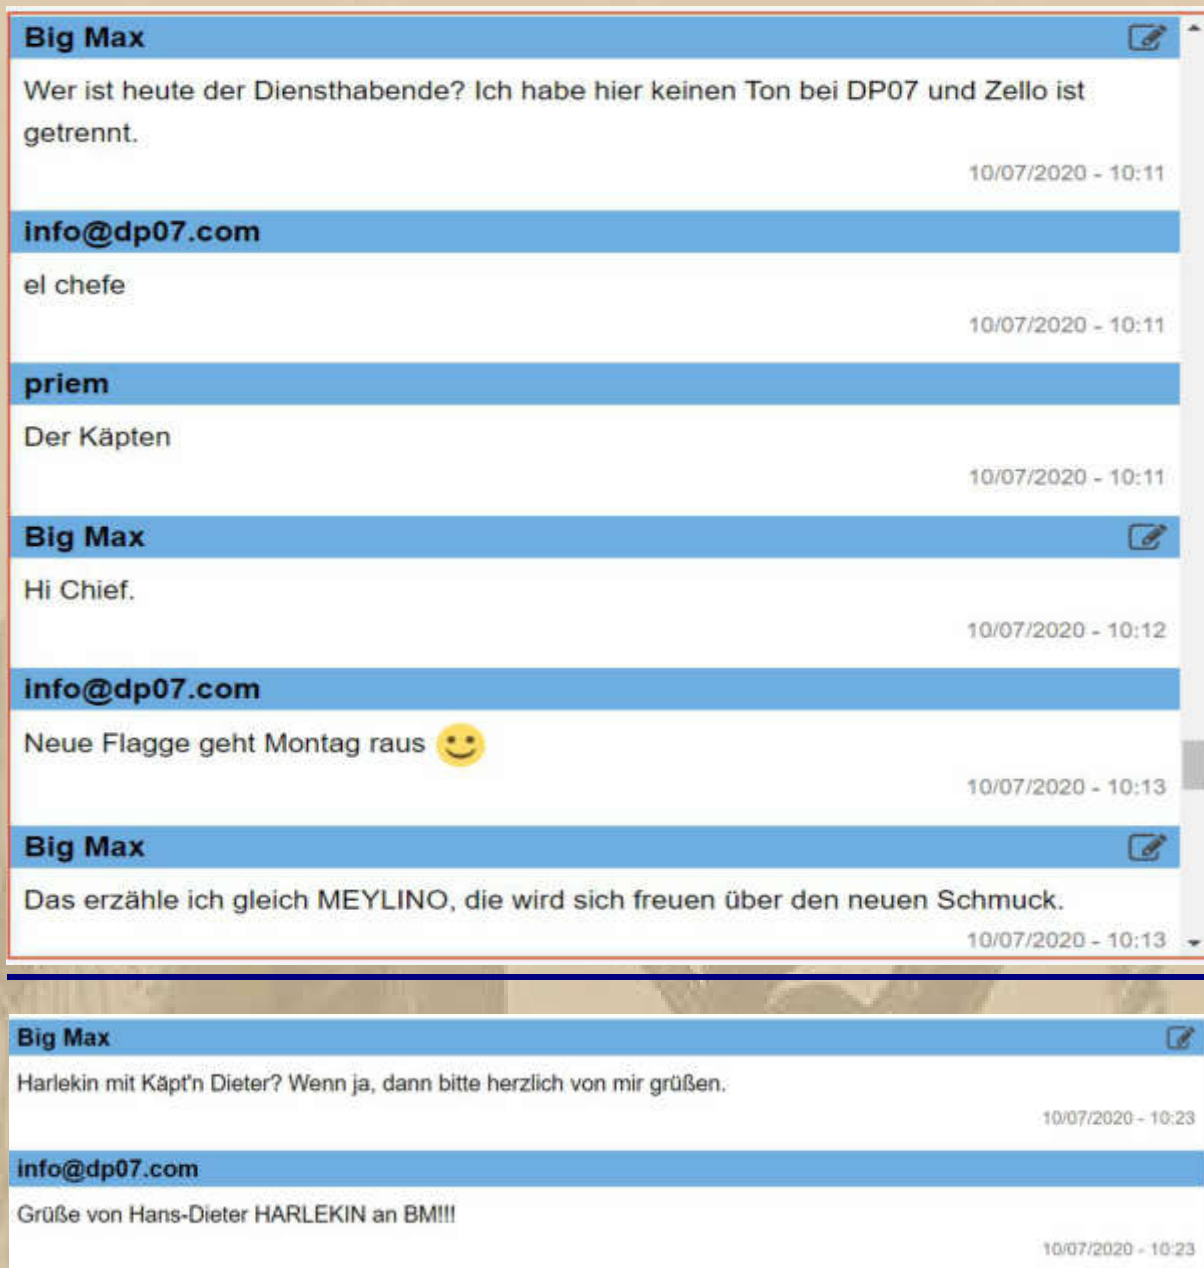 Big Max
Wer ist heute der Diensthabende? Ich habe hier keinen Ton bei DP07 und Zello ist
getrennt.
10/07/2020 - 10:11
info@dp07.com
el chefe
10/07/2020 - 10:11
priem
Der Käpten
10/07/2020 - 10:11
Big Max
Hi Chief.
10/07/2020 - 10:12
info@dp07.com
Neue Flagge geht Montag raus
10/07/2020 - 10:13
Big Max
Das erzähle ich gleich MEYLINO, die wird sich freuen über den neuen Schmuck.
10/07/2020 - 10:13
Big Max
Harlekin mit Käpt'n Dieter? Wenn ja, dann bitte herzlich von mir grüßen.
10/07/2020 - 10:23
info@dp07.com
Grüße von Hans-Dieter HARLEKIN an BM!!!
10/07/2020 - 10:23